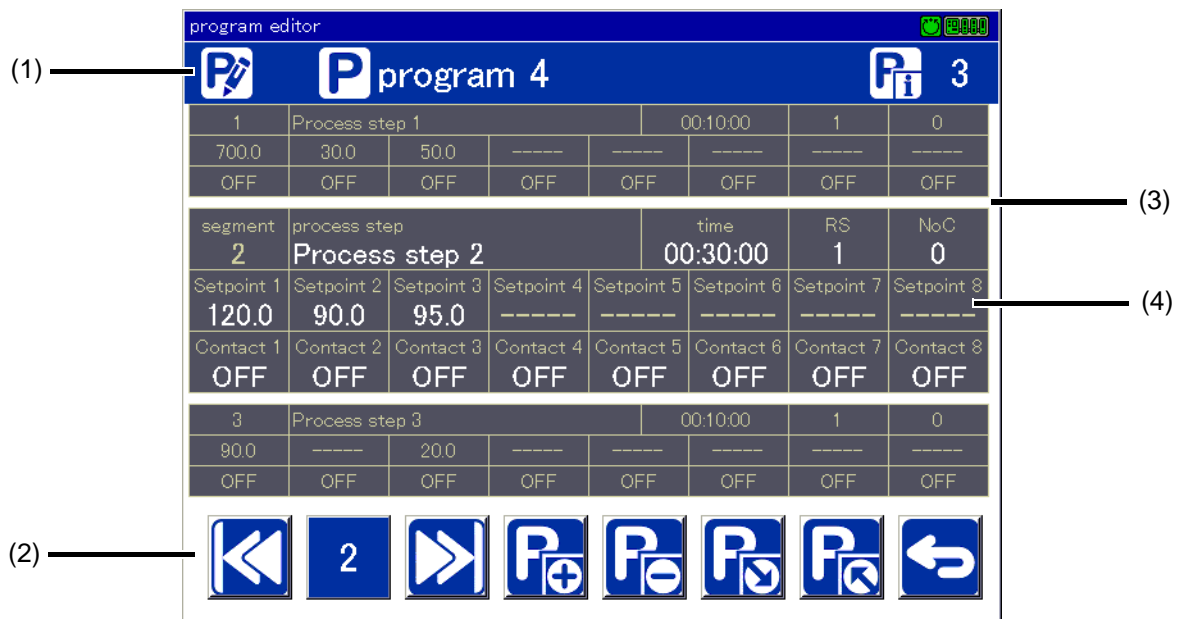 program editor
(1)
P P program 4 P i 3
1 Process step 1 00:10:00 1 0
700.0 30.0 50.0 ----- ----- ----- ----- -----
OFF OFF OFF OFF OFF OFF OFF OFF
(3)
segment process step time RS NoC
2 Process step 2 00:30:00 1 0
Setpoint 1 Setpoint 2 Setpoint 3 Setpoint 4 Setpoint 5 Setpoint 6 Setpoint 7 Setpoint 8
120.0 90.0 95.0 ----- ----- ----- ----- -----
(4)
Contact 1 Contact 2 Contact 3 Contact 4 Contact 5 Contact 6 Contact 7 Contact 8
OFF OFF OFF OFF OFF OFF OFF OFF
3 Process step 3 00:10:00 1 0
90.0 ----- 20.0 ----- ----- ----- ----- -----
OFF OFF OFF OFF OFF OFF OFF OFF
(2)
2 P P P P